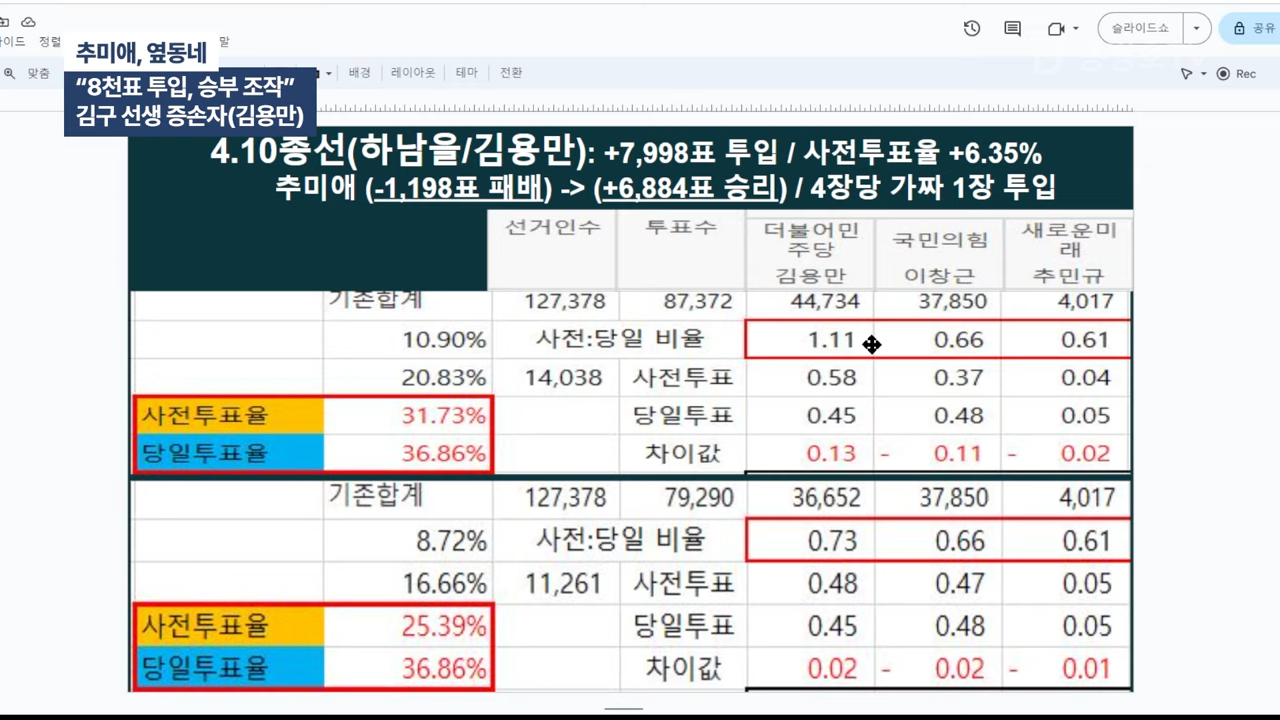 슬라이드쇼
공유
이드 정렬
말
맞춤
배경 레이아웃 테마 전환
Rec
추미애, 옆동네
“8천표 투입, 승부 조작”
김구 선생 증손자(김용만)
4.10총선(하남을/김용만): +7,998표 투입 / 사전투표율 +6.35%
추미애 (-1,198표 패배) -> (+6,884표 승리) / 4장당 가짜 1장 투입
선거인수 투표수 더불어민주당 국민의힘 새로운미래
김용만 이창근 추민규
기존합계 127,378 87,372 44,734 37,850 4,017
10.90% 사전:당일 비율 1.11 0.66 0.61
20.83% 14,038 사전투표 0.58 0.37 0.04
사전투표율 31.73% 당일투표 0.45 0.48 0.05
당일투표율 36.86% 차이값 0.13 - 0.11 - 0.02
기존합계 127,378 79,290 36,652 37,850 4,017
8.72% 사전:당일 비율 0.73 0.66 0.61
16.66% 11,261 사전투표 0.48 0.47 0.05
사전투표율 25.39% 당일투표 0.45 0.48 0.05
당일투표율 36.86% 차이값 0.02 - 0.02 - 0.01